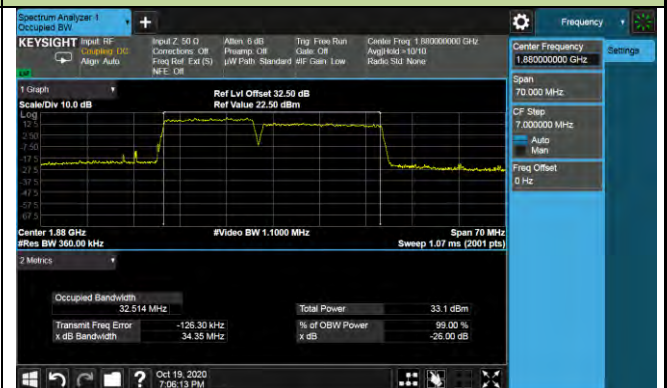 Spectrum Analyzer 1
Occupied BW
+
Frequency
KEYSIGHT
Input: RF
Coupling: DC
Align: Auto
Input Z: 50 Ω
Corrections: Off
Freq Ref: Ext (S)
NFE: Off
Atten: 6 dB
Preamp: Off
µW Path: Standard
Trig: Free Run
Gate: Off
#IF Gain: Low
Center Freq: 1.880000000 GHz
Avg|Hold:>10/10
Radio Std: None
Center Frequency
1.880000000 GHz
Settings
Span
70.000 MHz
CF Step
7.000000 MHz
Auto
Man
Freq Offset
0 Hz
1 Graph
Scale/Div 10.0 dB
Ref Lvl Offset 32.50 dB
Ref Value 22.50 dBm
Log
12.5
2.50
-7.50
-17.5
-27.5
-37.5
-47.5
-57.5
-67.5
Center 1.88 GHz
#Res BW 360.00 kHz
#Video BW 1.1000 MHz
Span 70 MHz
Sweep 1.07 ms (2001 pts)
2 Metrics
Occupied Bandwidth
32.514 MHz
Total Power
33.1 dBm
Transmit Freq Error
-126.30 kHz
% of OBW Power
99.00 %
x dB Bandwidth
34.35 MHz
x dB
-26.00 dB
?
Oct 19, 2020
7:06:13 PM